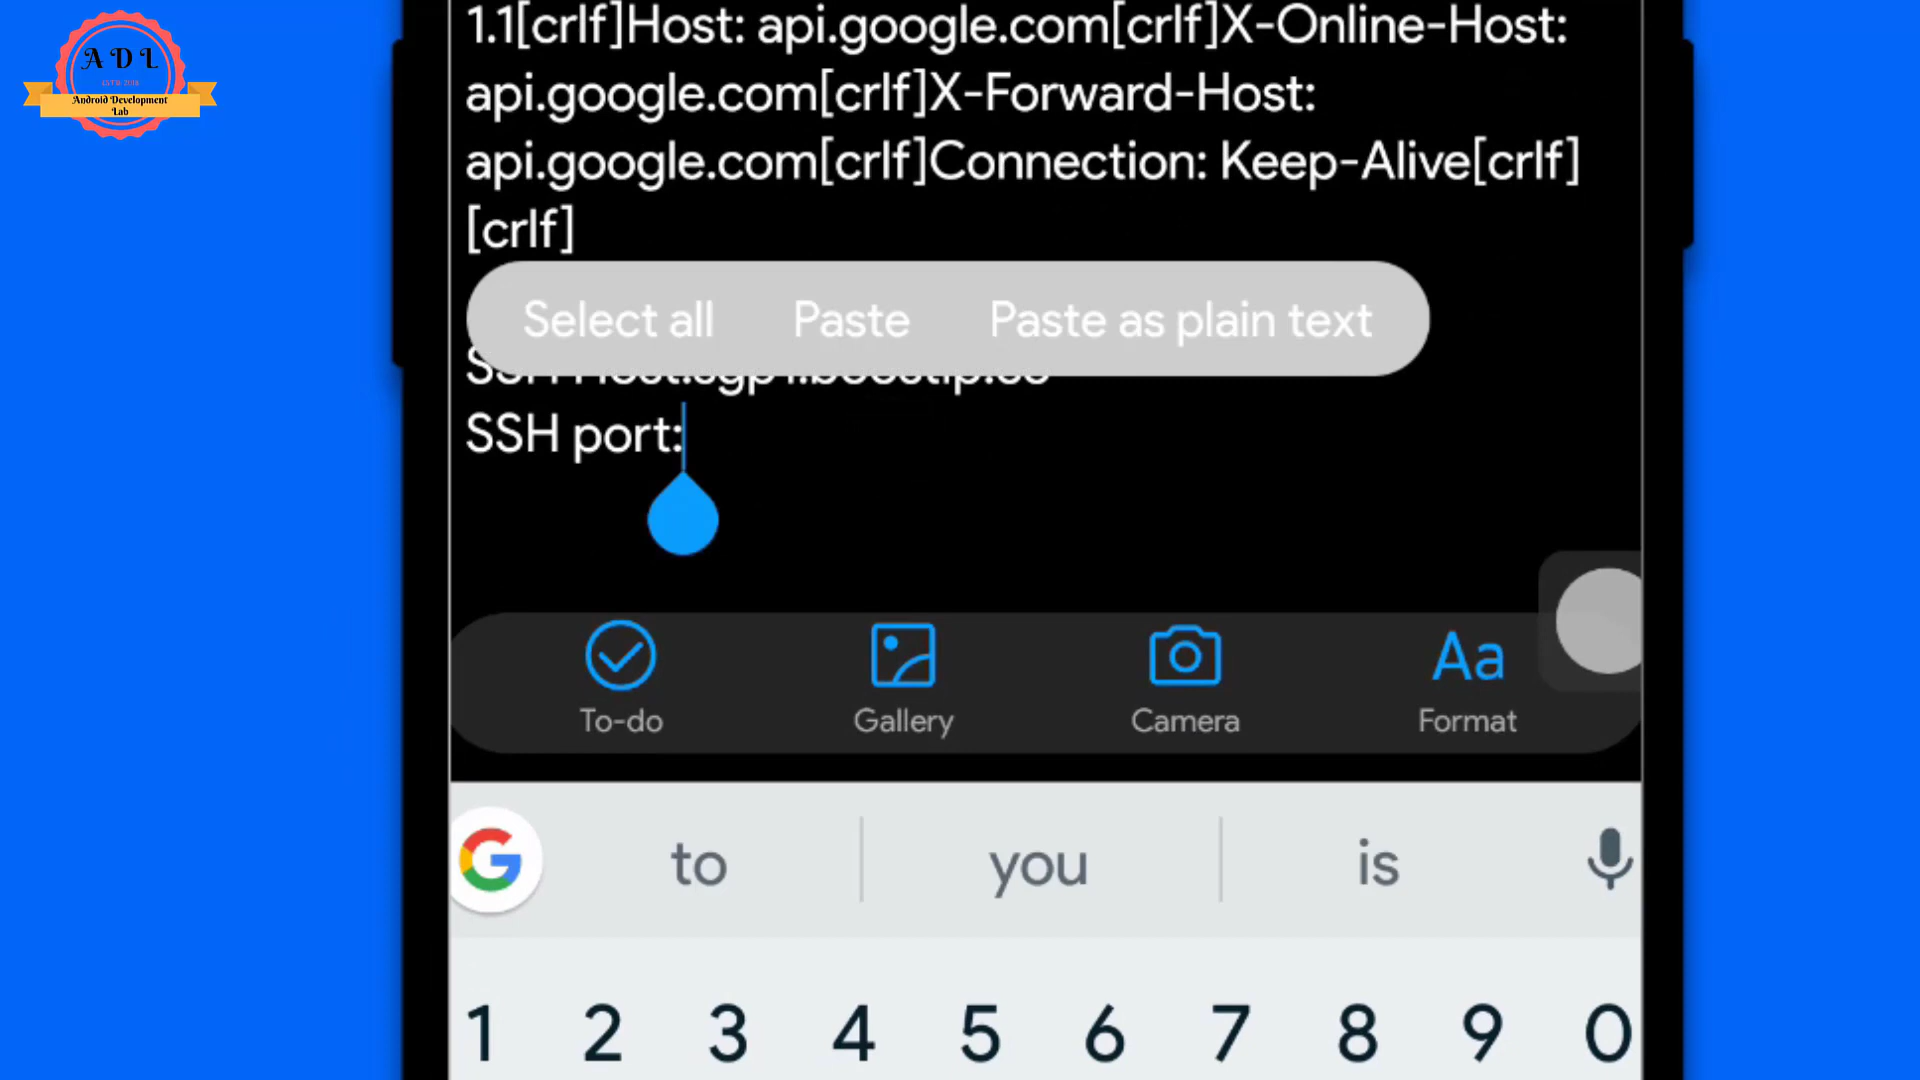 A D L
ESTD 2018
Android Development
Lab
1.1[crlf]Host: api.google.com[crlf]X-Online-Host:
api.google.com[crlf]X-Forward-Host:
api.google.com[crlf]Connection: Keep-Alive[crlf]
[crlf]
Select all Paste Paste as plain text
SSH port:
To-do Gallery Camera Format
to you is
1 2 3 4 5 6 7 8 9 0